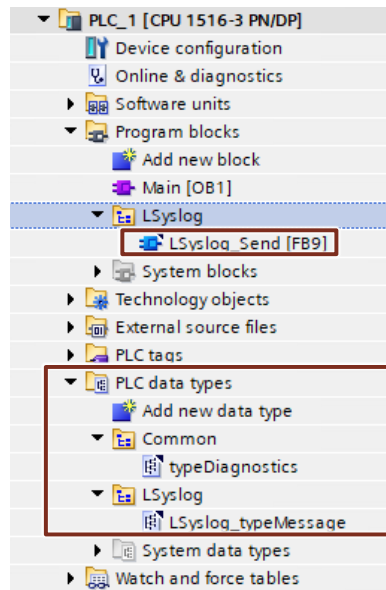 PLC_1 [CPU 1516-3 PN/DP]
Device configuration
Online & diagnostics
Software units
Program blocks
Add new block
Main [OB1]
LSyslog
LSyslog_Send [FB9]
System blocks
Technology objects
External source files
PLC tags
PLC data types
Add new data type
Common
typeDiagnostics
LSyslog
LSyslog_typeMessage
System data types
Watch and force tables